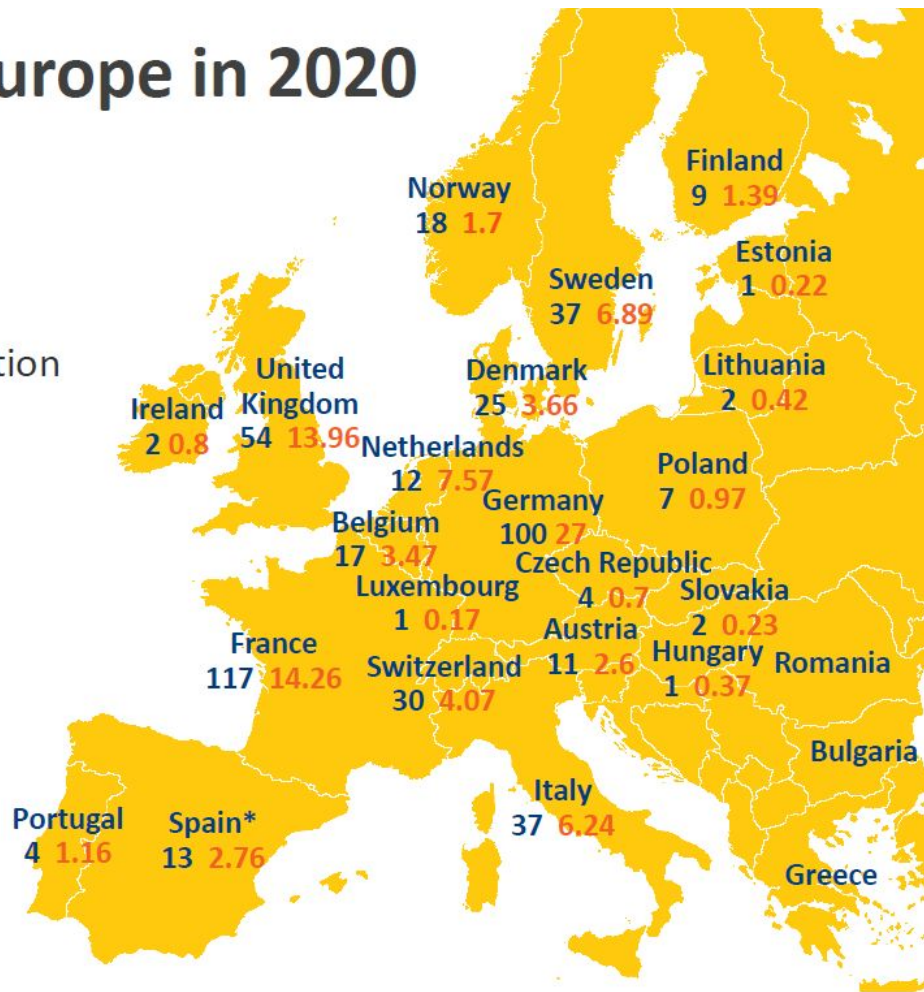 urope in 2020
tion
Finland
9 1.39
Norway
18 1.7
Estonia
1 0.22
Sweden
37 6.89
Lithuania
2 0.42
United
Kingdom
54 13.96
Ireland
2 0.8
Denmark
25 3.66
Netherlands
12 7.57
Poland
7 0.97
Germany
100 27
Belgium
17 3.47
Czech Republic
4 0.7
Luxembourg
1 0.17
Slovakia
2 0.23
Austria
11 2.6
France
117 14.26
Switzerland
30 4.07
Hungary
1 0.37
Romania
Bulgaria
Italy
37 6.24
Portugal
4 1.16
Spain*
13 2.76
Greece